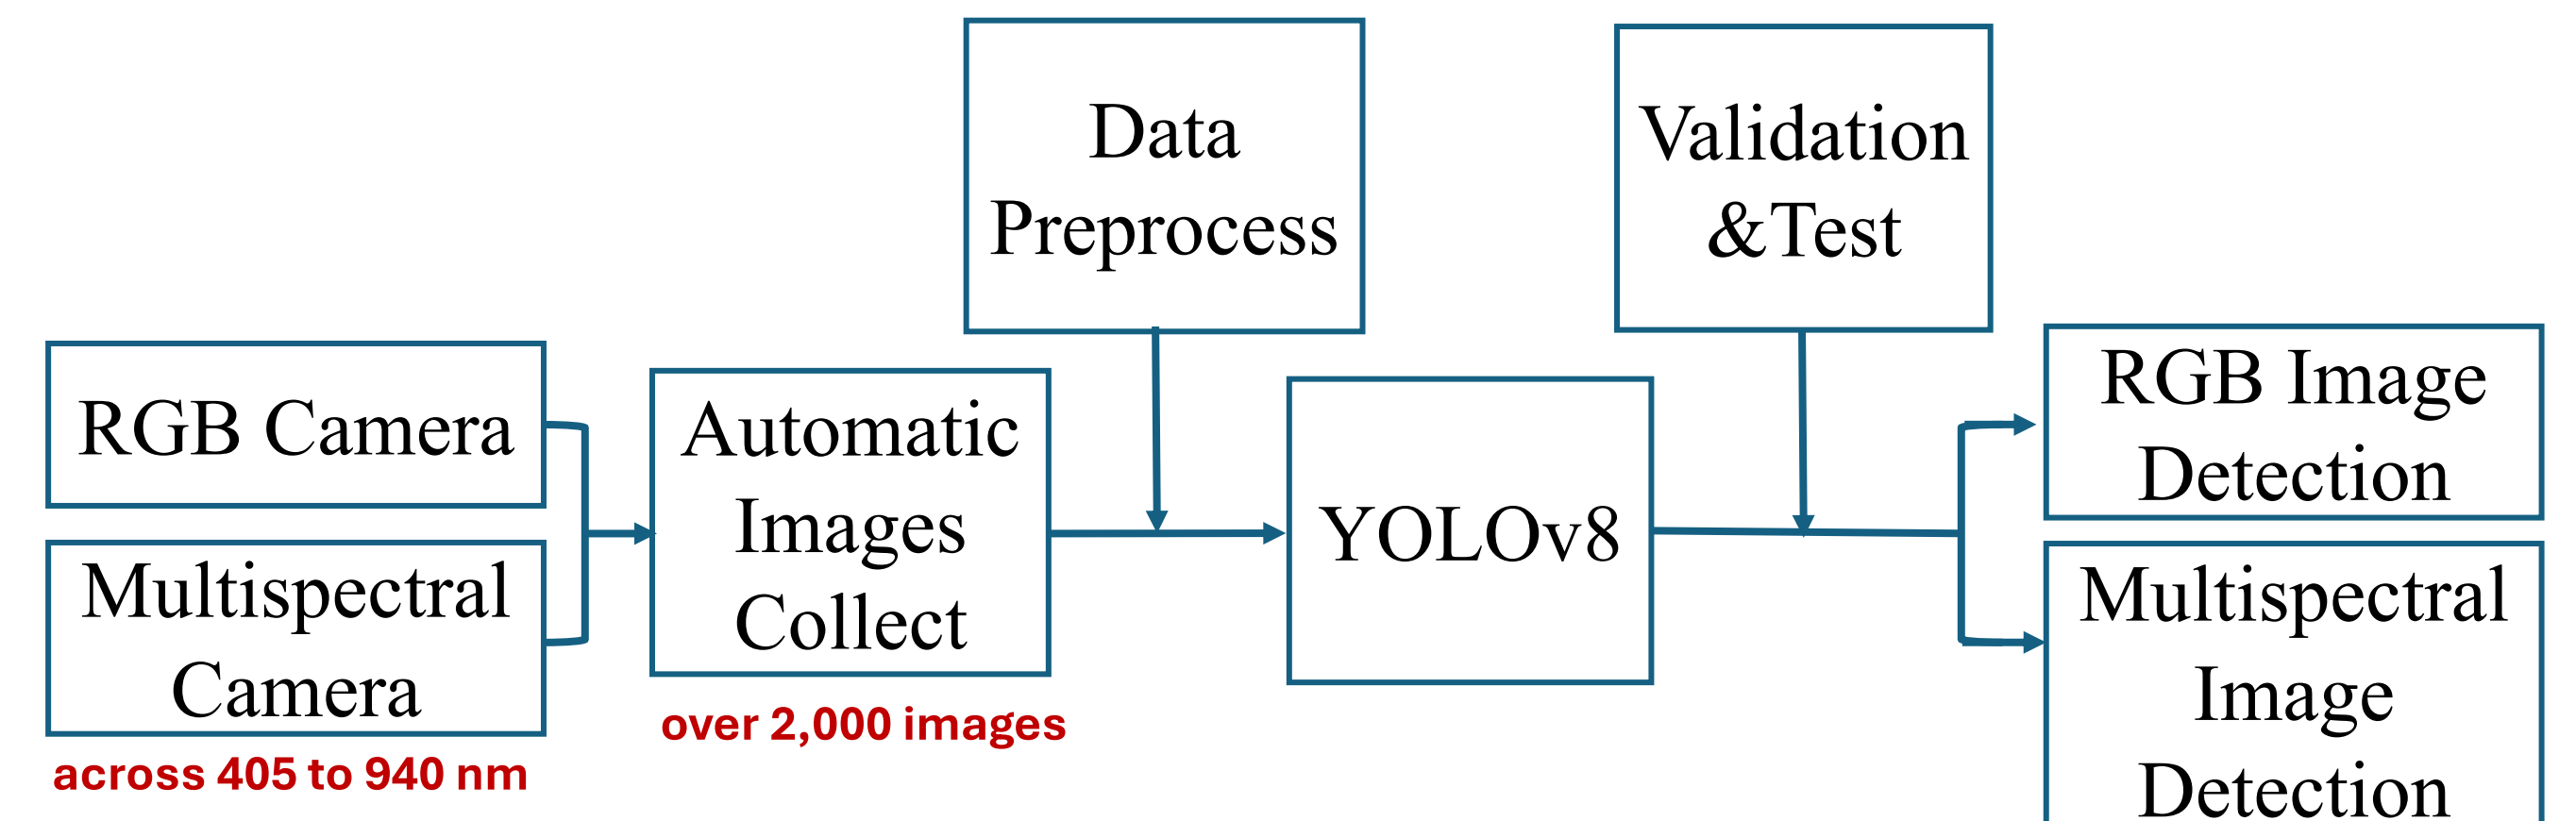 Data
Preprocess
Validation
&Test
RGB Camera
Multispectral
Camera
across 405 to 940 nm
Automatic
Images
Collect
over 2,000 images
YOLOv8
RGB Image
Detection
Multispectral
Image
Detection